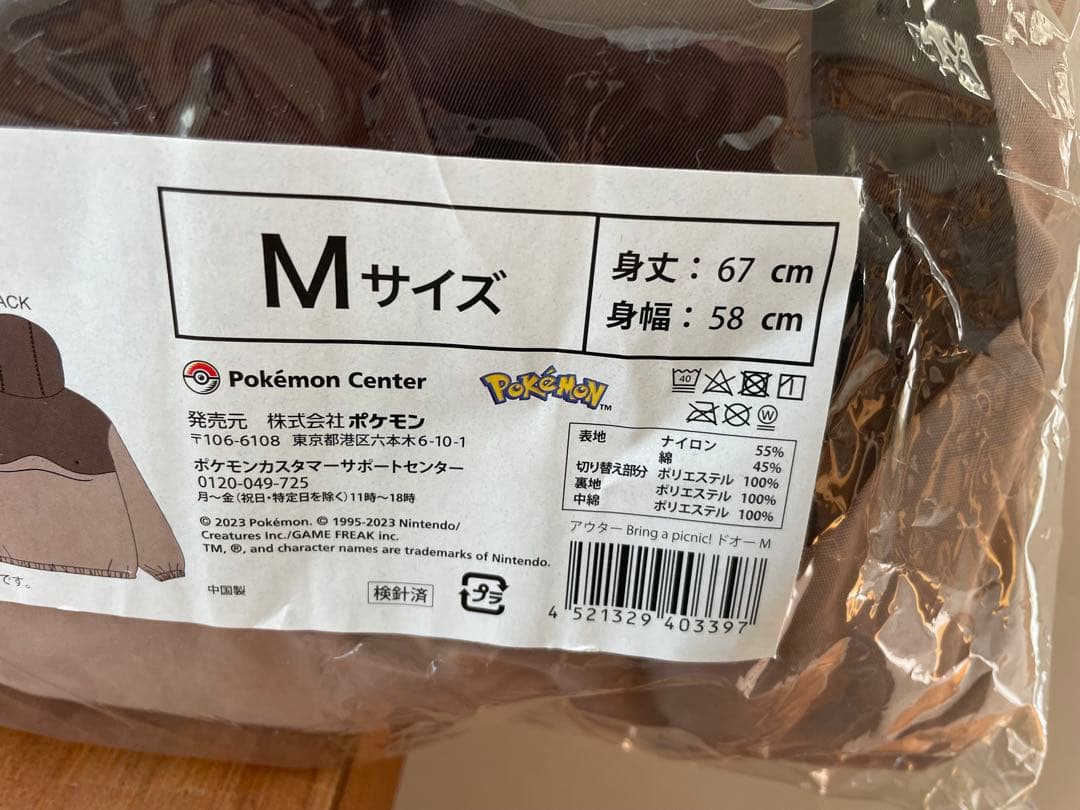 ACK
です。
Mサイズ
身丈： 67 cm
身幅： 58 cm
Pokémon Center
POKéMON™
発売元 株式会社 ポケモン
〒106-6108 東京都港区六本木6-10-1
ポケモンカスタマーサポートセンター
0120-049-725
月～金（祝日・特定日を除く）11時～18時
© 2023 Pokémon. © 1995-2023 Nintendo/
Creatures Inc./GAME FREAK inc.
TM, ®, and character names are trademarks of Nintendo.
中国製
検針済
プラ
40
W
表地 ナイロン 55%
綿 45%
切り替え部分 ポリエステル 100%
裏地 ポリエステル 100%
中綿 ポリエステル 100%
アウター Bring a picnic! ドオー M
4 521329 403397